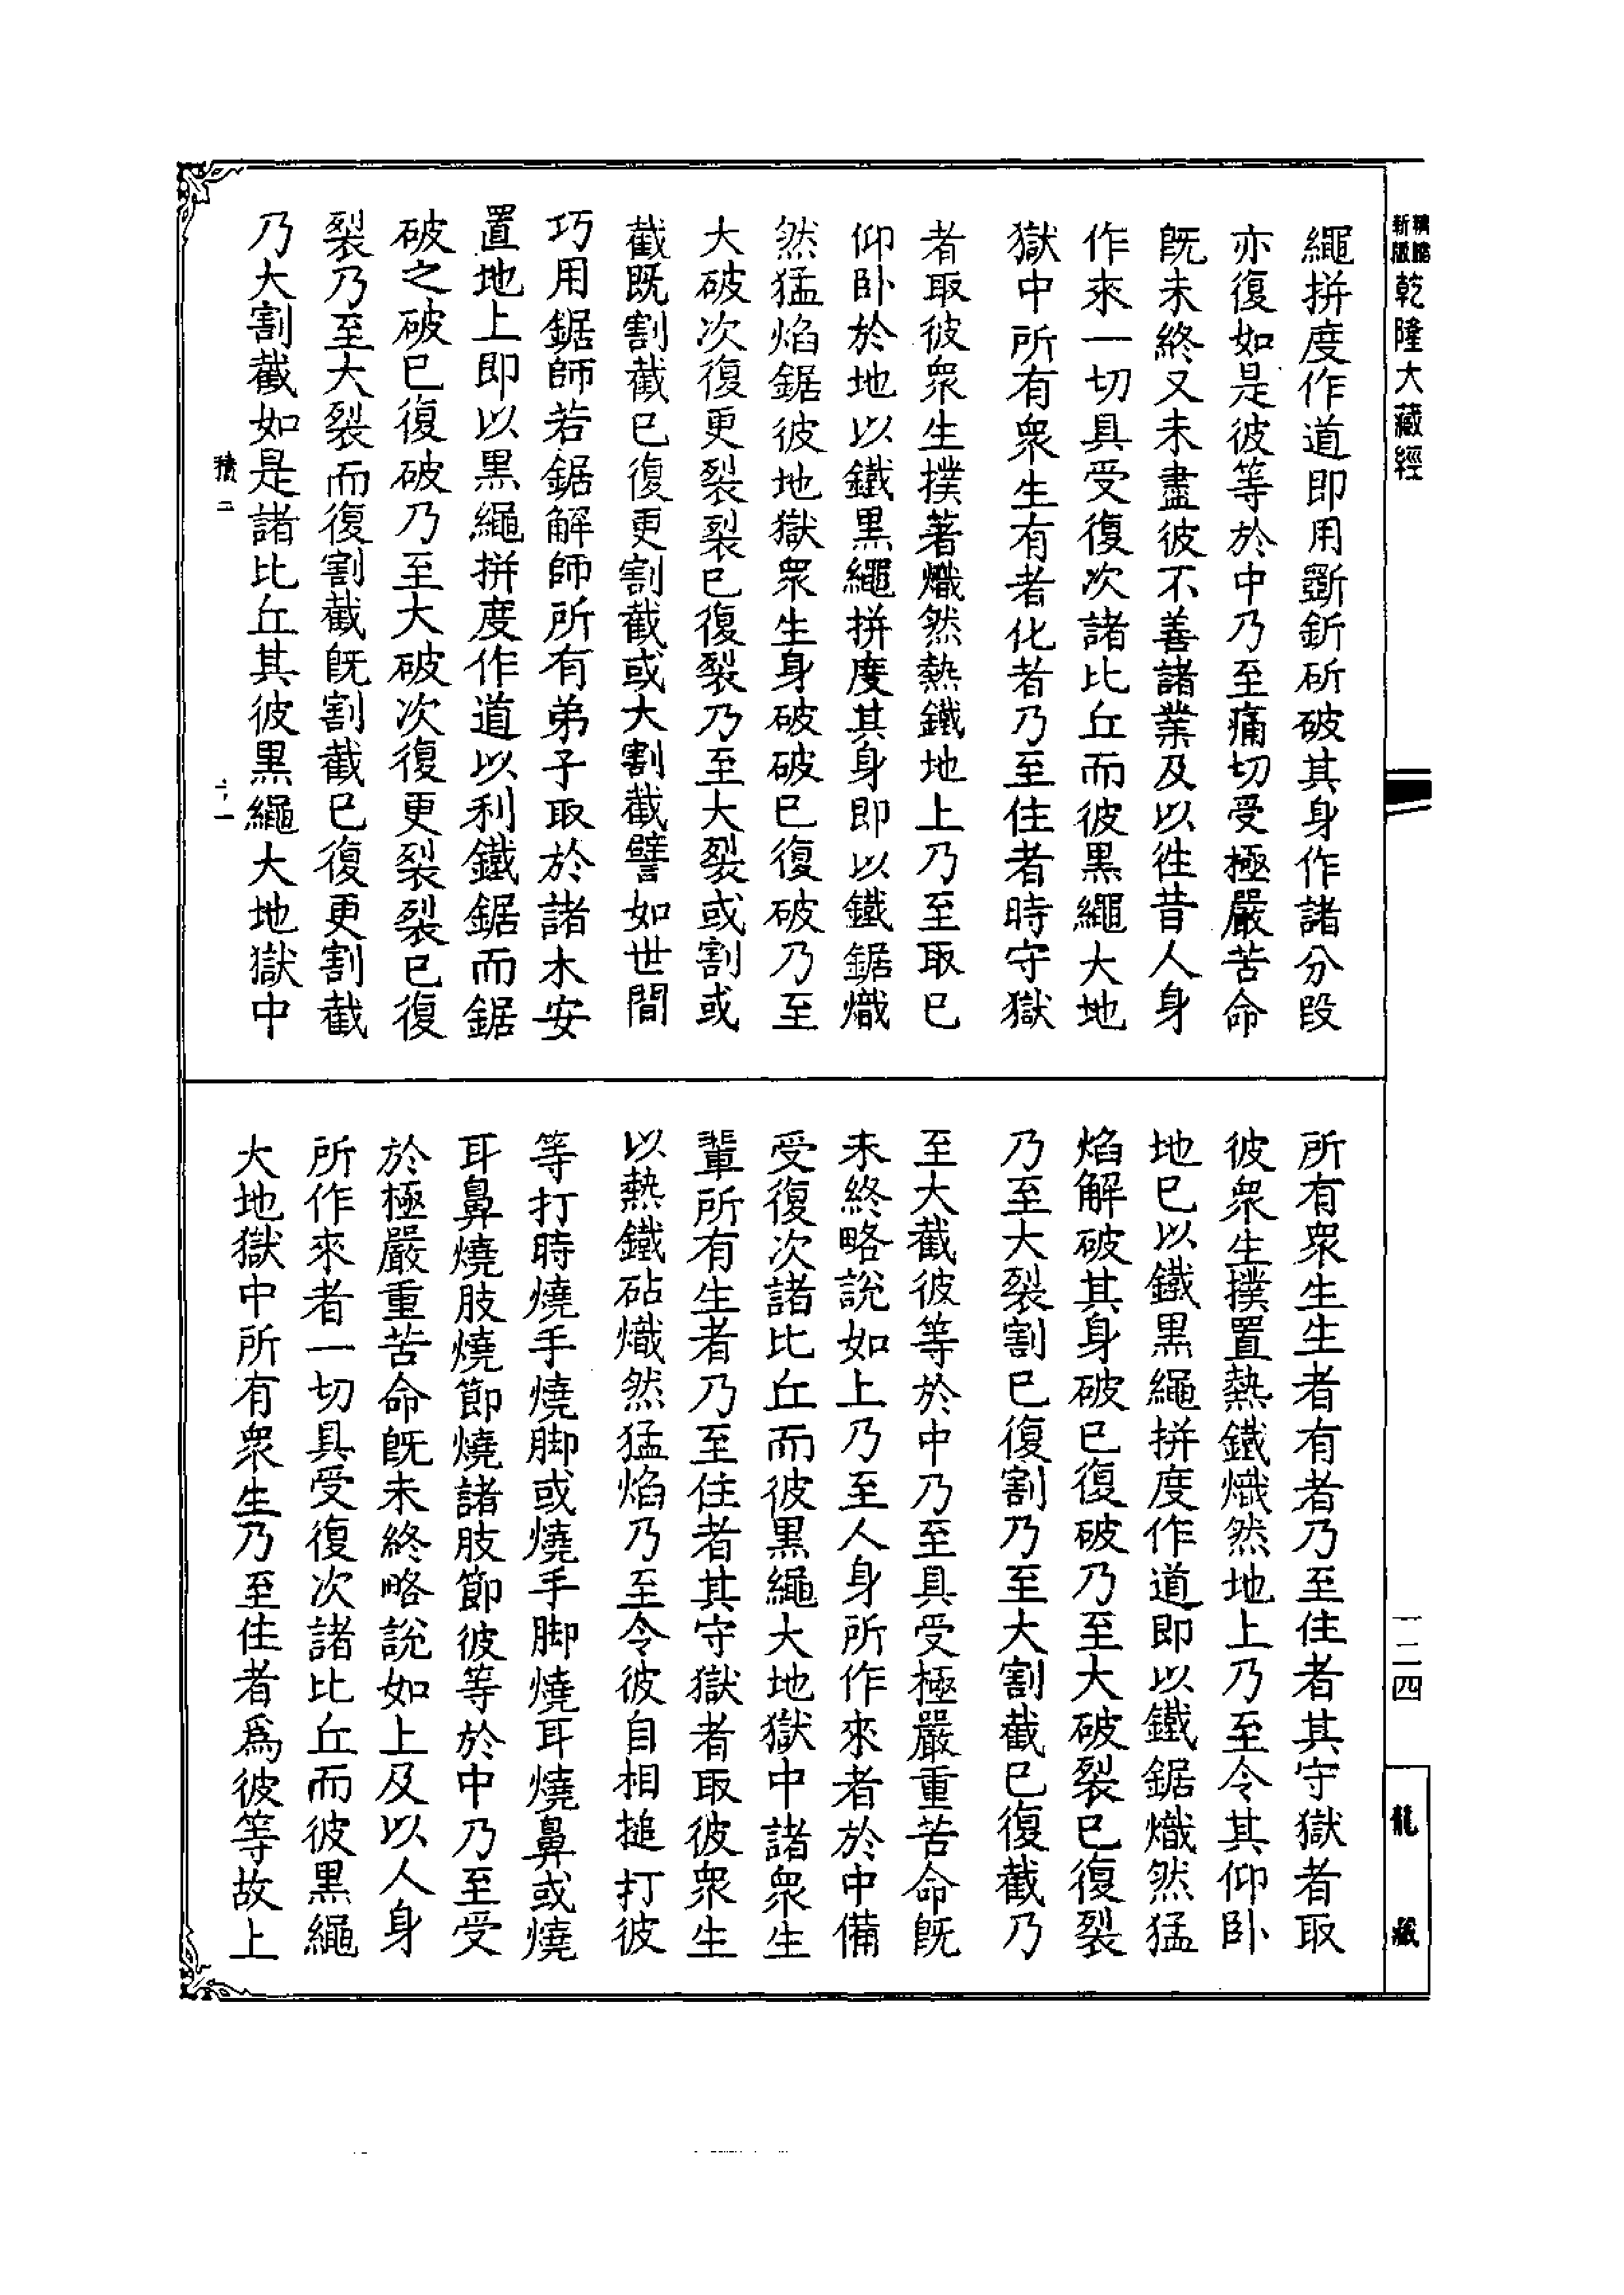 新版
精縮
乾隆大藏經
繩拼度作道即用斵釿斫破其身作諸分段
亦復如是彼等於中乃至痛切受極嚴苦命
旣未終又未盡彼不善諸業及以徃昔人身
作來一切具受復次諸比丘而彼黑繩大地
獄中所有衆生有者化者乃至住者時守獄
者取彼衆生撲著熾然熱鐵地上乃至取已
仰卧於地以鐵黑繩拼度其身即以鐵鋸熾
然猛焰鋸彼地獄衆生身破破已復破乃至
大破次復更裂裂已復裂乃至大裂或割或
截既割截已復更割截或大割截譬如世間
巧用鋸師若鋸解師所有弟子取於諸木安
置地上即以黑繩拼度作道以利鐵鋸而鋸
破之破已復破乃至大破次復更裂裂已復
裂乃至大裂而復割截旣割截已復更割截
乃大割截如是諸比丘其彼黑繩大地獄中
積二
所有衆生生者有者乃至住者其守獄者取
彼衆生撲置熱鐵熾然地上乃至令其仰卧
地已以鐵黑繩拼度作道即以鐵鋸熾然猛
焰解破其身破已復破乃至大破裂已復裂
乃至大裂割已復割乃至大割截已復截乃
至大截彼等於中乃至具受極嚴重苦命旣
未終略說如上乃至人身所作來者於中備
受復次諸比丘而彼黑繩大地獄中諸衆生
輩所有生者乃至住者其守獄者取彼衆生
以熱鐵砧熾然猛焰乃至令彼自相搥打彼
等打時燒手燒脚或燒手脚燒耳燒鼻或燒
耳鼻燒肢燒節燒諸肢節彼等於中乃至受
於極嚴重苦命旣未終略說如上及以人身
所作來者一切具受復次諸比丘而彼黑繩
大地獄中所有衆生乃至住者爲彼等故上
一二四
龍藏